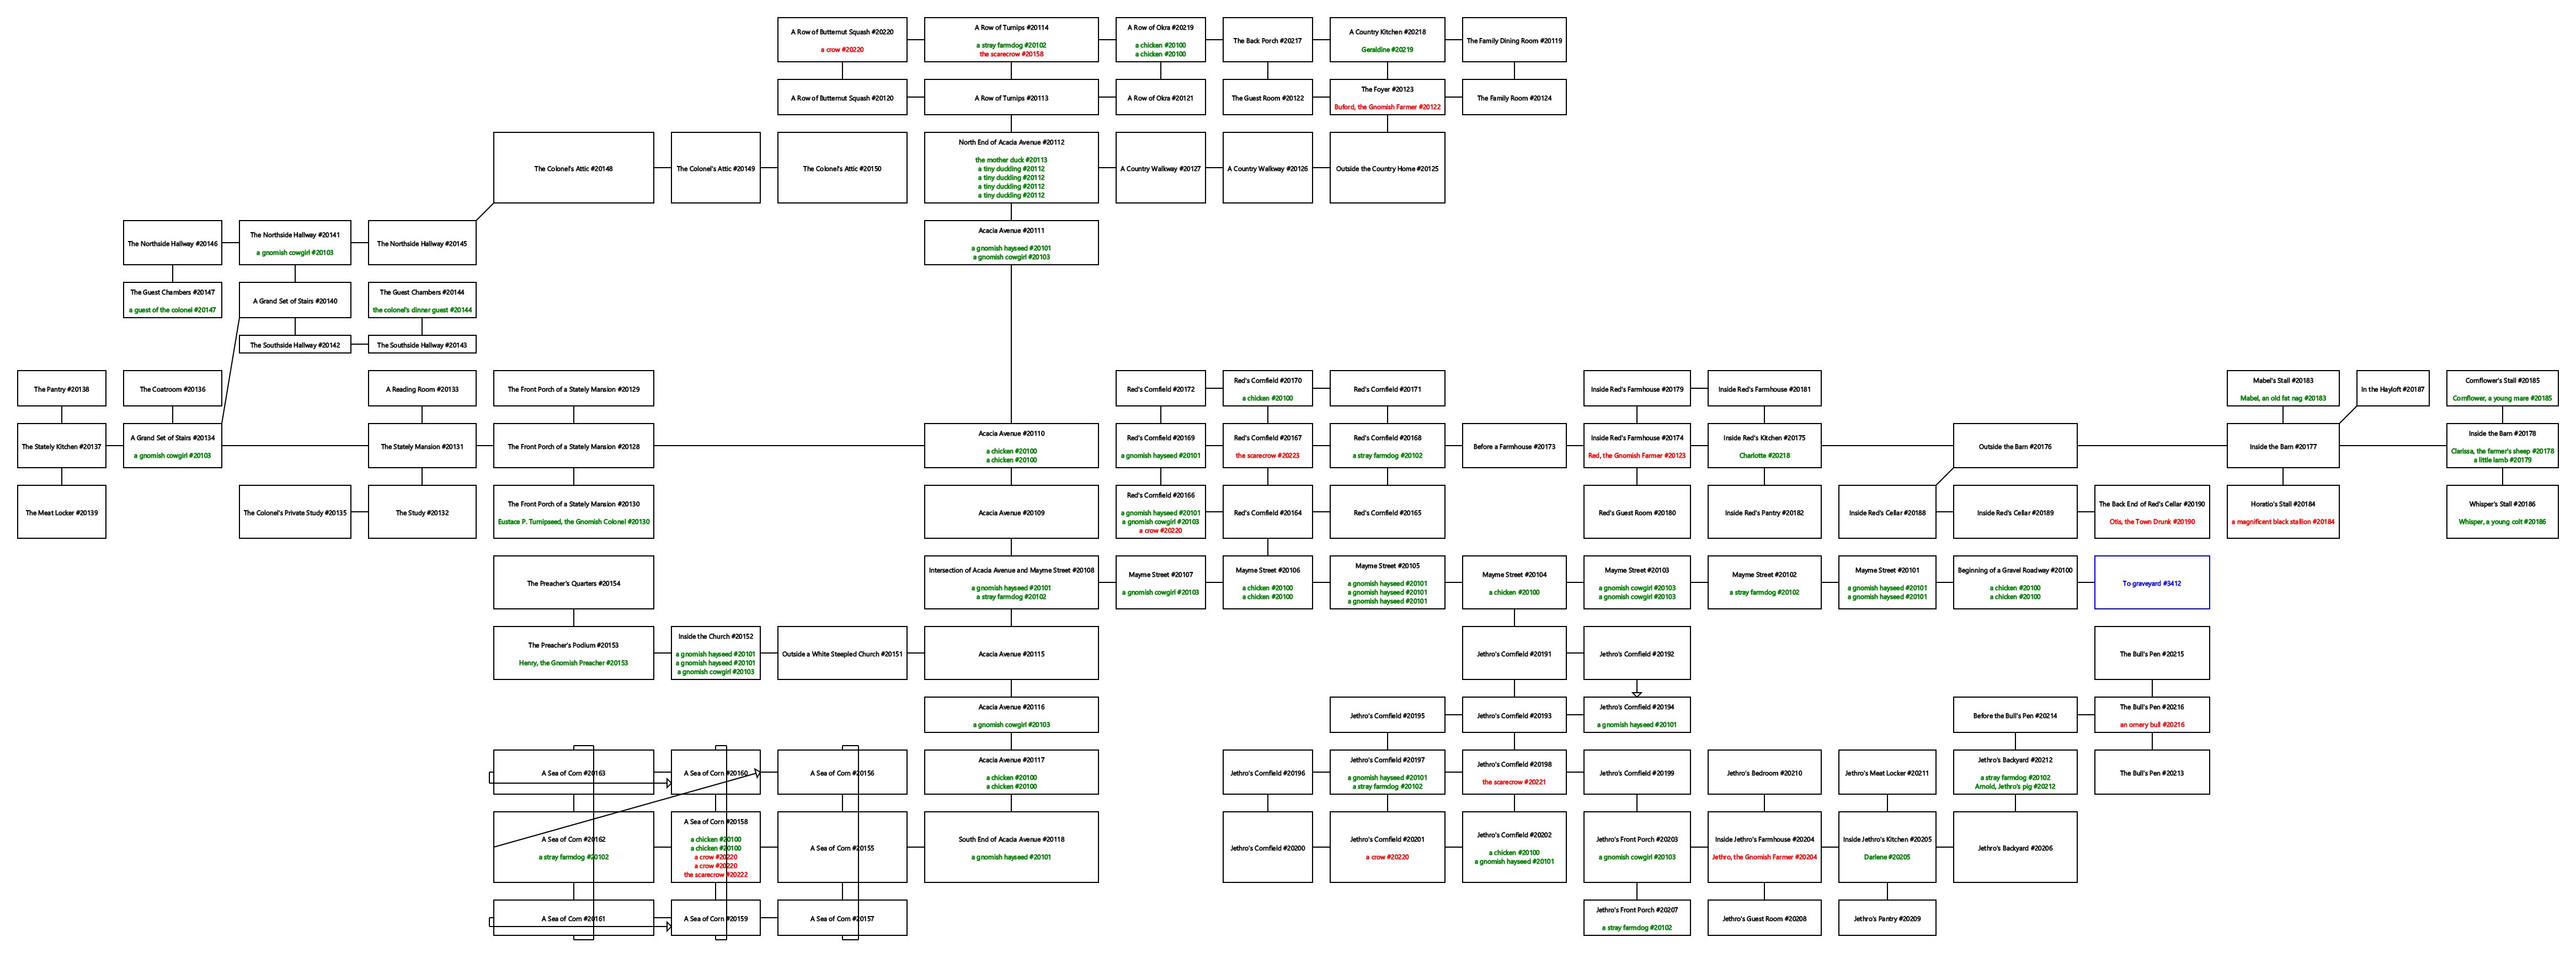 A Row of Butternut Squash #20220
a crow #20220
A Row of Turnips #20114
a stray farmdog #20102
the scarecrow #20158
A Row of Okra #20219
a chicken #20100
a chicken #20100
The Back Porch #20217
A Country Kitchen #20218
Geraldine #20219
The Family Dining Room #20119
A Row of Butternut Squash #20120
A Row of Turnips #20113
A Row of Okra #20121
The Guest Room #20122
The Foyer #20123
Buford, the Gnomish Farmer #20122
The Family Room #20124
The Colonel's Attic #20148
The Colonel's Attic #20149
The Colonel's Attic #20150
North End of Acacia Avenue #20112
the mother duck #20113
a tiny duckling #20112
a tiny duckling #20112
a tiny duckling #20112
a tiny duckling #20112
A Country Walkway #20127
A Country Walkway #20126
Outside the Country Home #20125
The Northside Hallway #20146
The Northside Hallway #20141
a gnomish cowgirl #20103
The Northside Hallway #20145
Acacia Avenue #20111
a gnomish hayseed #20101
a gnomish cowgirl #20103
The Guest Chambers #20147
a guest of the colonel #20147
A Grand Set of Stairs #20140
The Guest Chambers #20144
the colonel's dinner guest #20144
The Southside Hallway #20142
The Southside Hallway #20143
The Pantry #20138
The Coatroom #20136
A Reading Room #20133
The Front Porch of a Stately Mansion #20129
Red's Cornfield #20172
Red's Cornfield #20170
a chicken #20100
Red's Cornfield #20171
Inside Red's Farmhouse #20179
Inside Red's Farmhouse #20181
Mabel's Stall #20183
Mabel, an old fat nag #20183
In the Hayloft #20187
Cornflower's Stall #20185
Cornflower, a young mare #20185
The Stately Kitchen #20137
A Grand Set of Stairs #20134
a gnomish cowgirl #20103
The Stately Mansion #20131
The Front Porch of a Stately Mansion #20128
Acacia Avenue #20110
a chicken #20100
a chicken #20100
Red's Cornfield #20169
a gnomish hayseed #20101
Red's Cornfield #20167
the scarecrow #20223
Red's Cornfield #20168
a stray farmdog #20102
Before a Farmhouse #20173
Inside Red's Farmhouse #20174
Red, the Gnomish Farmer #20123
Inside Red's Kitchen #20175
Charlotte #20218
Outside the Barn #20176
Inside the Barn #20177
Inside the Barn #20178
Clarissa, the farmer's sheep #20178
a little lamb #20179
The Meat Locker #20139
The Colonel's Private Study #20135
The Study #20132
The Front Porch of a Stately Mansion #20130
Eustace P. Turnipseed, the Gnomish Colonel #20130
Acacia Avenue #20109
Red's Cornfield #20166
a gnomish hayseed #20101
a gnomish cowgirl #20103
a crow #20220
Red's Cornfield #20164
Red's Cornfield #20165
Red's Guest Room #20180
Inside Red's Pantry #20182
Inside Red's Cellar #20188
Inside Red's Cellar #20189
The Back End of Red's Cellar #20190
Otis, the Town Drunk #20190
Horatio's Stall #20184
a magnificent black stallion #20184
Whisper's Stall #20186
Whisper, a young colt #20186
The Preacher's Quarters #20154
Intersection of Acacia Avenue and Mayme Street #20108
a gnomish hayseed #20101
a stray farmdog #20102
Mayme Street #20107
a gnomish cowgirl #20103
Mayme Street #20106
a chicken #20100
a chicken #20100
Mayme Street #20105
a gnomish hayseed #20101
a gnomish hayseed #20101
a gnomish hayseed #20101
Mayme Street #20104
a chicken #20100
Mayme Street #20103
a gnomish cowgirl #20103
a gnomish cowgirl #20103
Mayme Street #20102
a stray farmdog #20102
Mayme Street #20101
a gnomish hayseed #20101
a gnomish hayseed #20101
Beginning of a Gravel Roadway #20100
a chicken #20100
a chicken #20100
To graveyard #3412
The Preacher's Podium #20153
Henry, the Gnomish Preacher #20153
Inside the Church #20152
a gnomish hayseed #20101
a gnomish hayseed #20101
a gnomish cowgirl #20103
Outside a White Steepled Church #20151
Acacia Avenue #20115
Jethro's Cornfield #20191
Jethro's Cornfield #20192
The Bull's Pen #20215
Acacia Avenue #20116
a gnomish cowgirl #20103
Jethro's Cornfield #20195
Jethro's Cornfield #20193
Jethro's Cornfield #20194
a gnomish hayseed #20101
Before the Bull's Pen #20214
The Bull's Pen #20216
an ornery bull #20216
A Sea of Corn #20163
A Sea of Corn #20160
A Sea of Corn #20156
Acacia Avenue #20117
a chicken #20100
a chicken #20100
Jethro's Cornfield #20196
Jethro's Cornfield #20197
a gnomish hayseed #20101
a stray farmdog #20102
Jethro's Cornfield #20198
the scarecrow #20221
Jethro's Cornfield #20199
Jethro's Bedroom #20210
Jethro's Meat Locker #20211
Jethro's Backyard #20212
a stray farmdog #20102
Arnold, Jethro's pig #20212
The Bull's Pen #20213
A Sea of Corn #20162
a stray farmdog #20102
A Sea of Corn #20158
a chicken #20100
a chicken #20100
a crow #20220
a crow #20220
the scarecrow #20222
A Sea of Corn #20155
South End of Acacia Avenue #20118
a gnomish hayseed #20101
Jethro's Cornfield #20200
Jethro's Cornfield #20201
a crow #20220
Jethro's Cornfield #20202
a chicken #20100
a gnomish hayseed #20101
Jethro's Front Porch #20203
a gnomish cowgirl #20103
Inside Jethro's Farmhouse #20204
Jethro, the Gnomish Farmer #20204
Inside Jethro's Kitchen #20205
Darlene #20205
Jethro's Backyard #20206
A Sea of Corn #20161
A Sea of Corn #20159
A Sea of Corn #20157
Jethro's Front Porch #20207
a stray farmdog #20102
Jethro's Guest Room #20208
Jethro's Pantry #20209